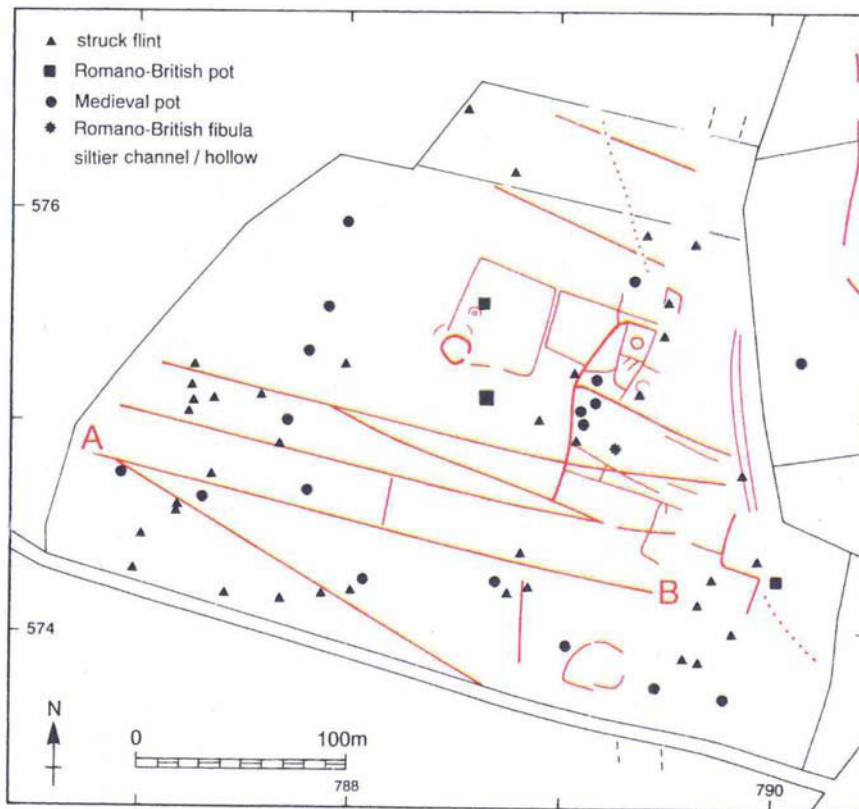 struck flint
Romano-British pot
Medieval pot
Romano-British fibula
siltier channel / hollow
576
A
B
574
N
0 100m
788
790